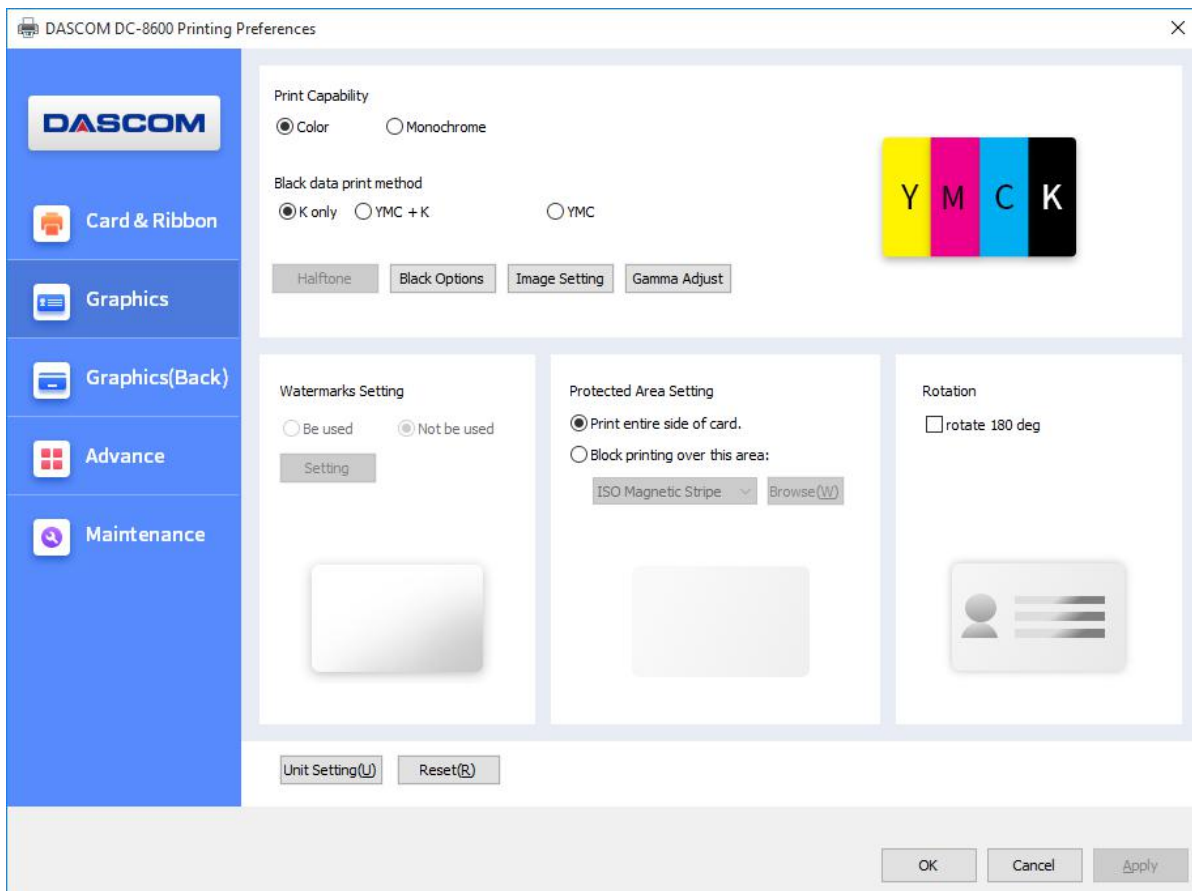 DASCOM DC-8600 Printing Preferences
DASCOM
Card & Ribbon
Graphics
Graphics(Back)
Advance
Maintenance
Print Capability
Color Monochrome
Black data print method
K only YMC + K YMC
Halftone Black Options Image Setting Gamma Adjust
Y M C K
Watermarks Setting
Be used Not be used
Setting
Protected Area Setting
Print entire side of card.
Block printing over this area:
ISO Magnetic Stripe Browse(W)
Rotation
rotate 180 deg
Unit Setting(U) Reset(R)
OK Cancel Apply